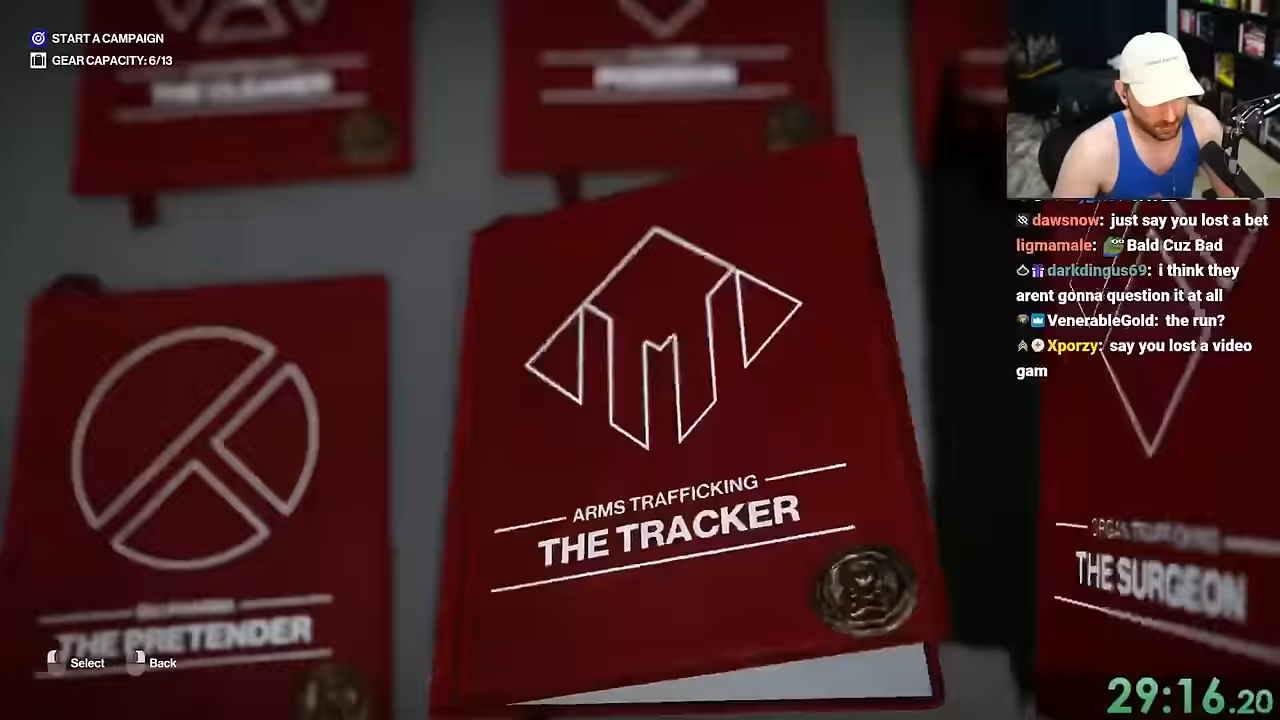 START A CAMPAIGN
GEAR CAPACITY: 6/13
THE CLEANER
dawsnow: just say you lost a bet
ligmamale: Bald Cuz Bad
darkdingus69: i think they
arent gonna question it at all
VenerableGold: the run?
Xporzy: say you lost a video
gam
ARMS TRAFFICKING
THE TRACKER
THE SURGEON
THE PRETENDER
Select
Back
29:16.20